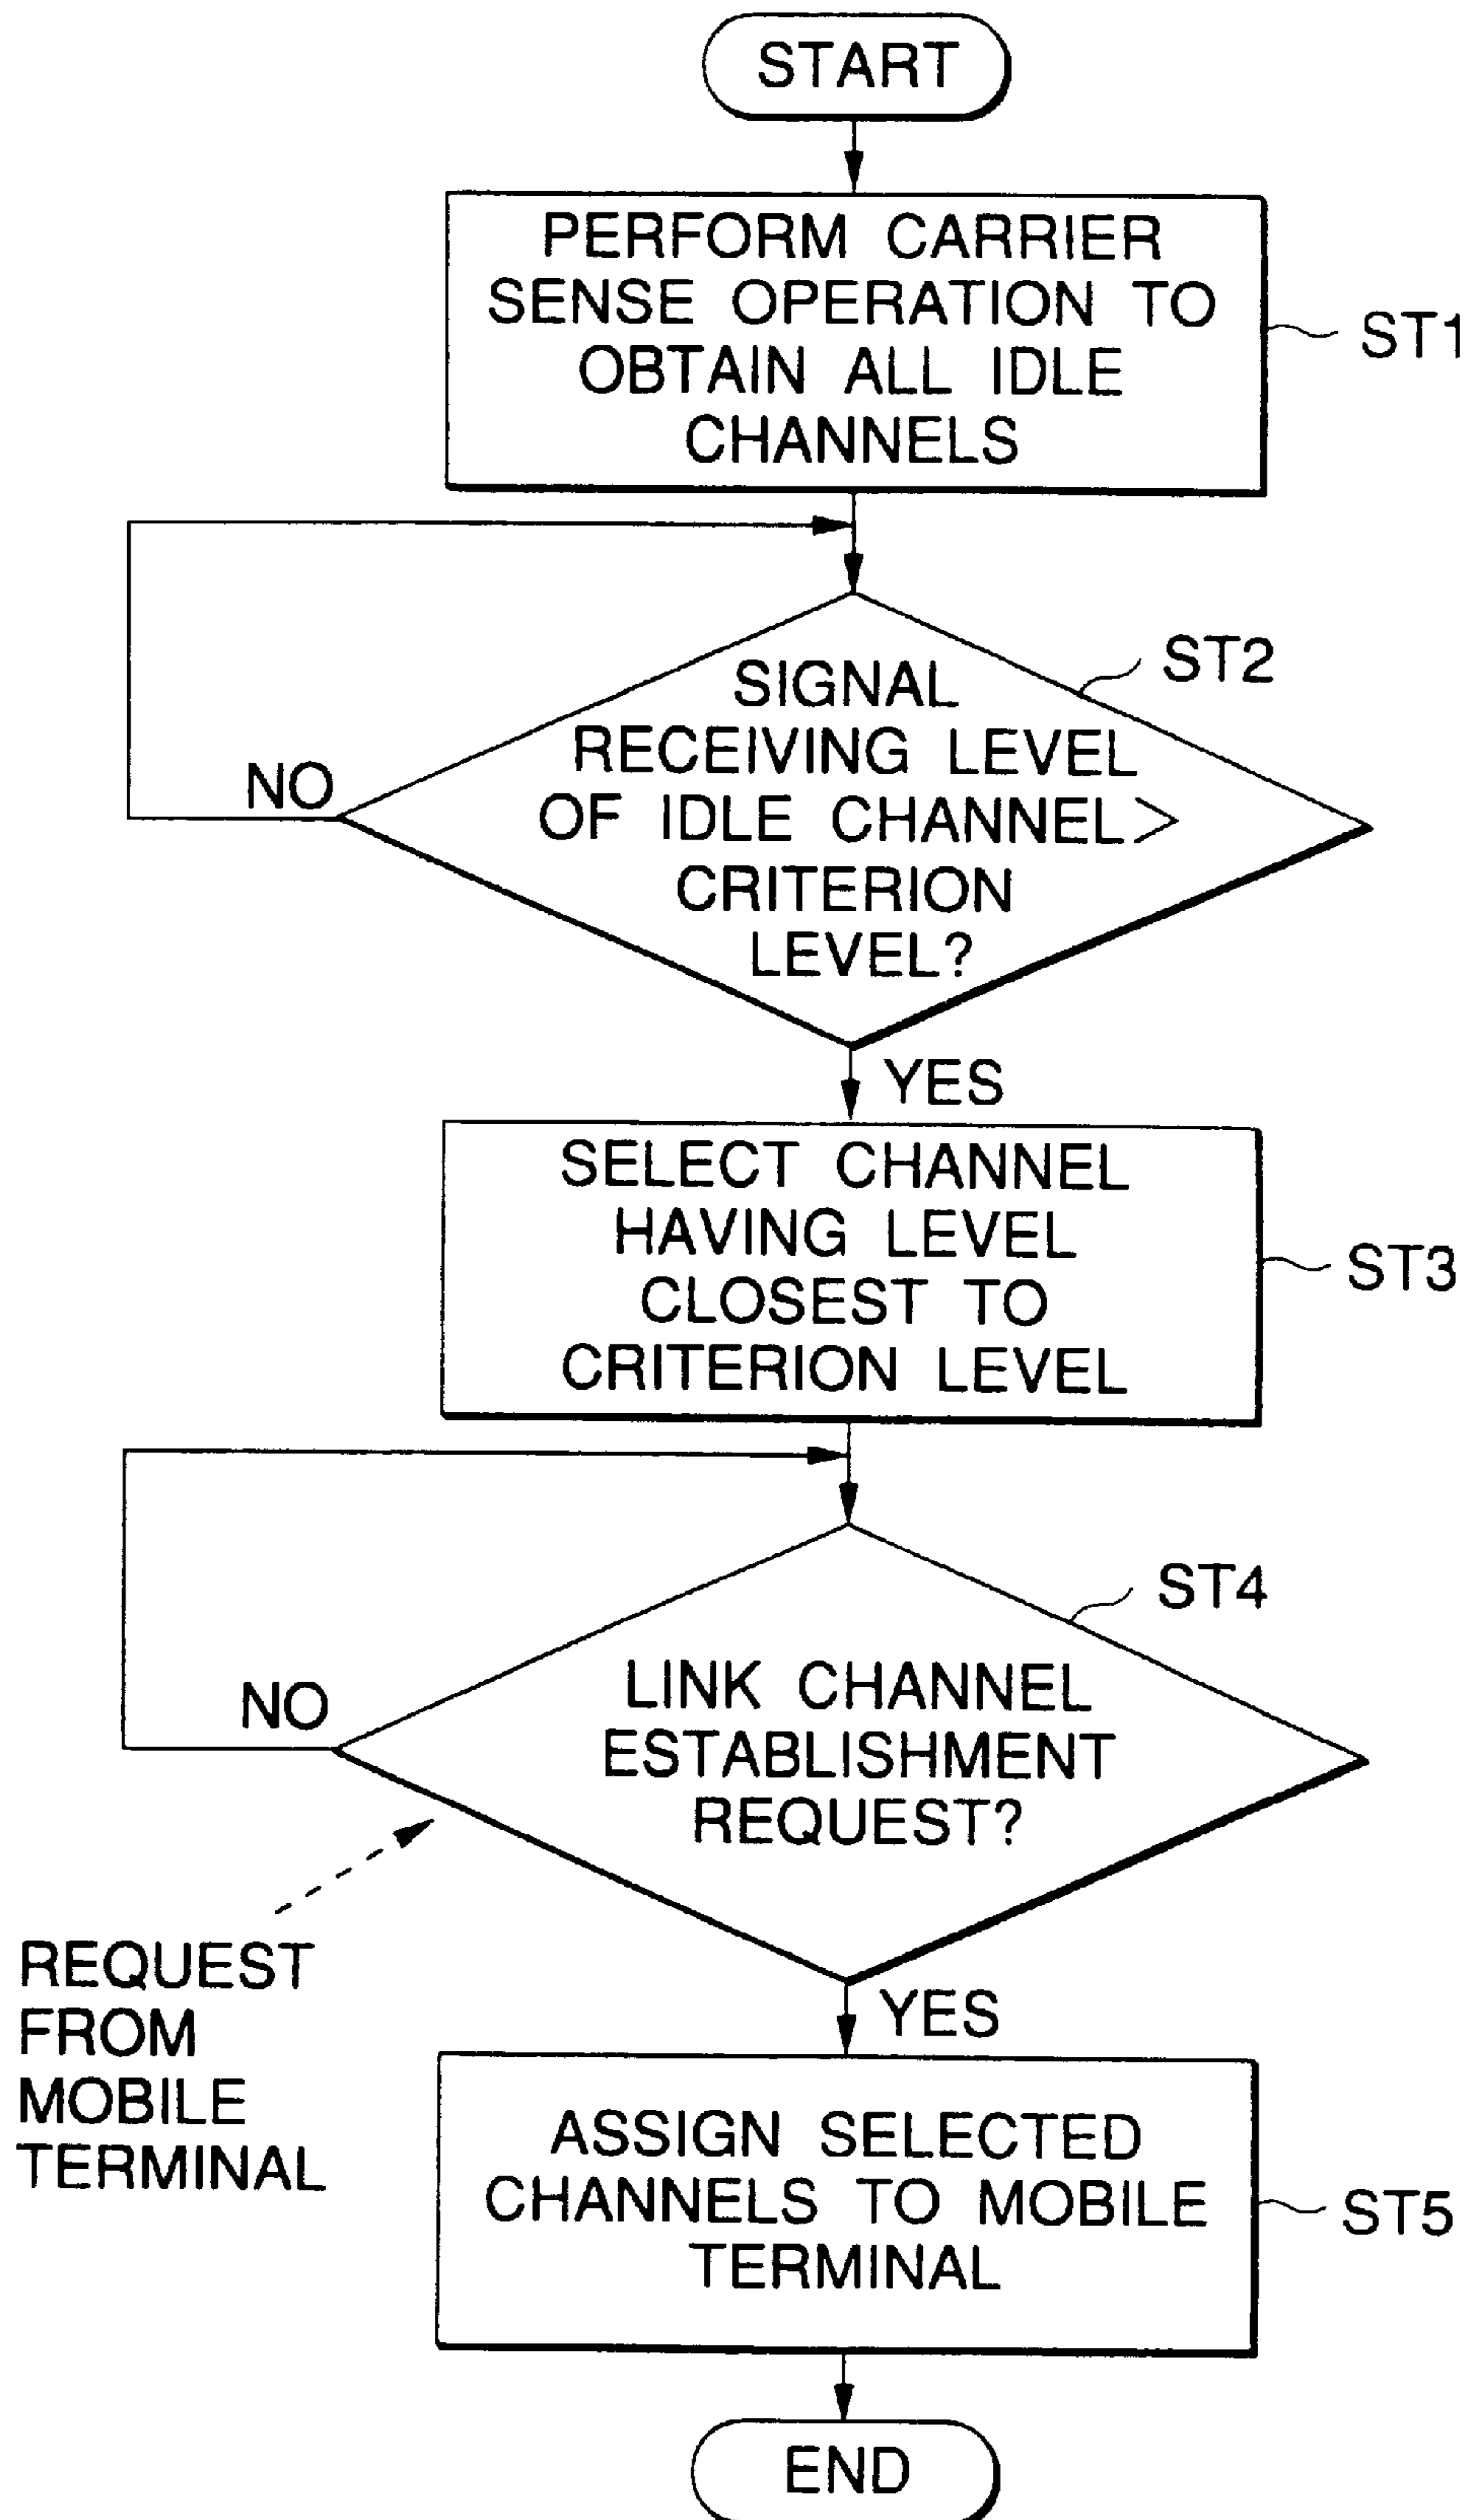 START
PERFORM CARRIER
SENSE OPERATION TO
OBTAIN ALL IDLE
CHANNELS
ST1
ST2
SIGNAL
RECEIVING LEVEL
OF IDLE CHANNEL>
CRITERION
LEVEL?
NO
YES
SELECT CHANNEL
HAVING LEVEL
CLOSEST TO
CRITERION LEVEL
ST3
ST4
LINK CHANNEL
ESTABLISHMENT
REQUEST?
NO
REQUEST
FROM
MOBILE
TERMINAL
YES
ASSIGN SELECTED
CHANNELS TO MOBILE
TERMINAL
ST5
END